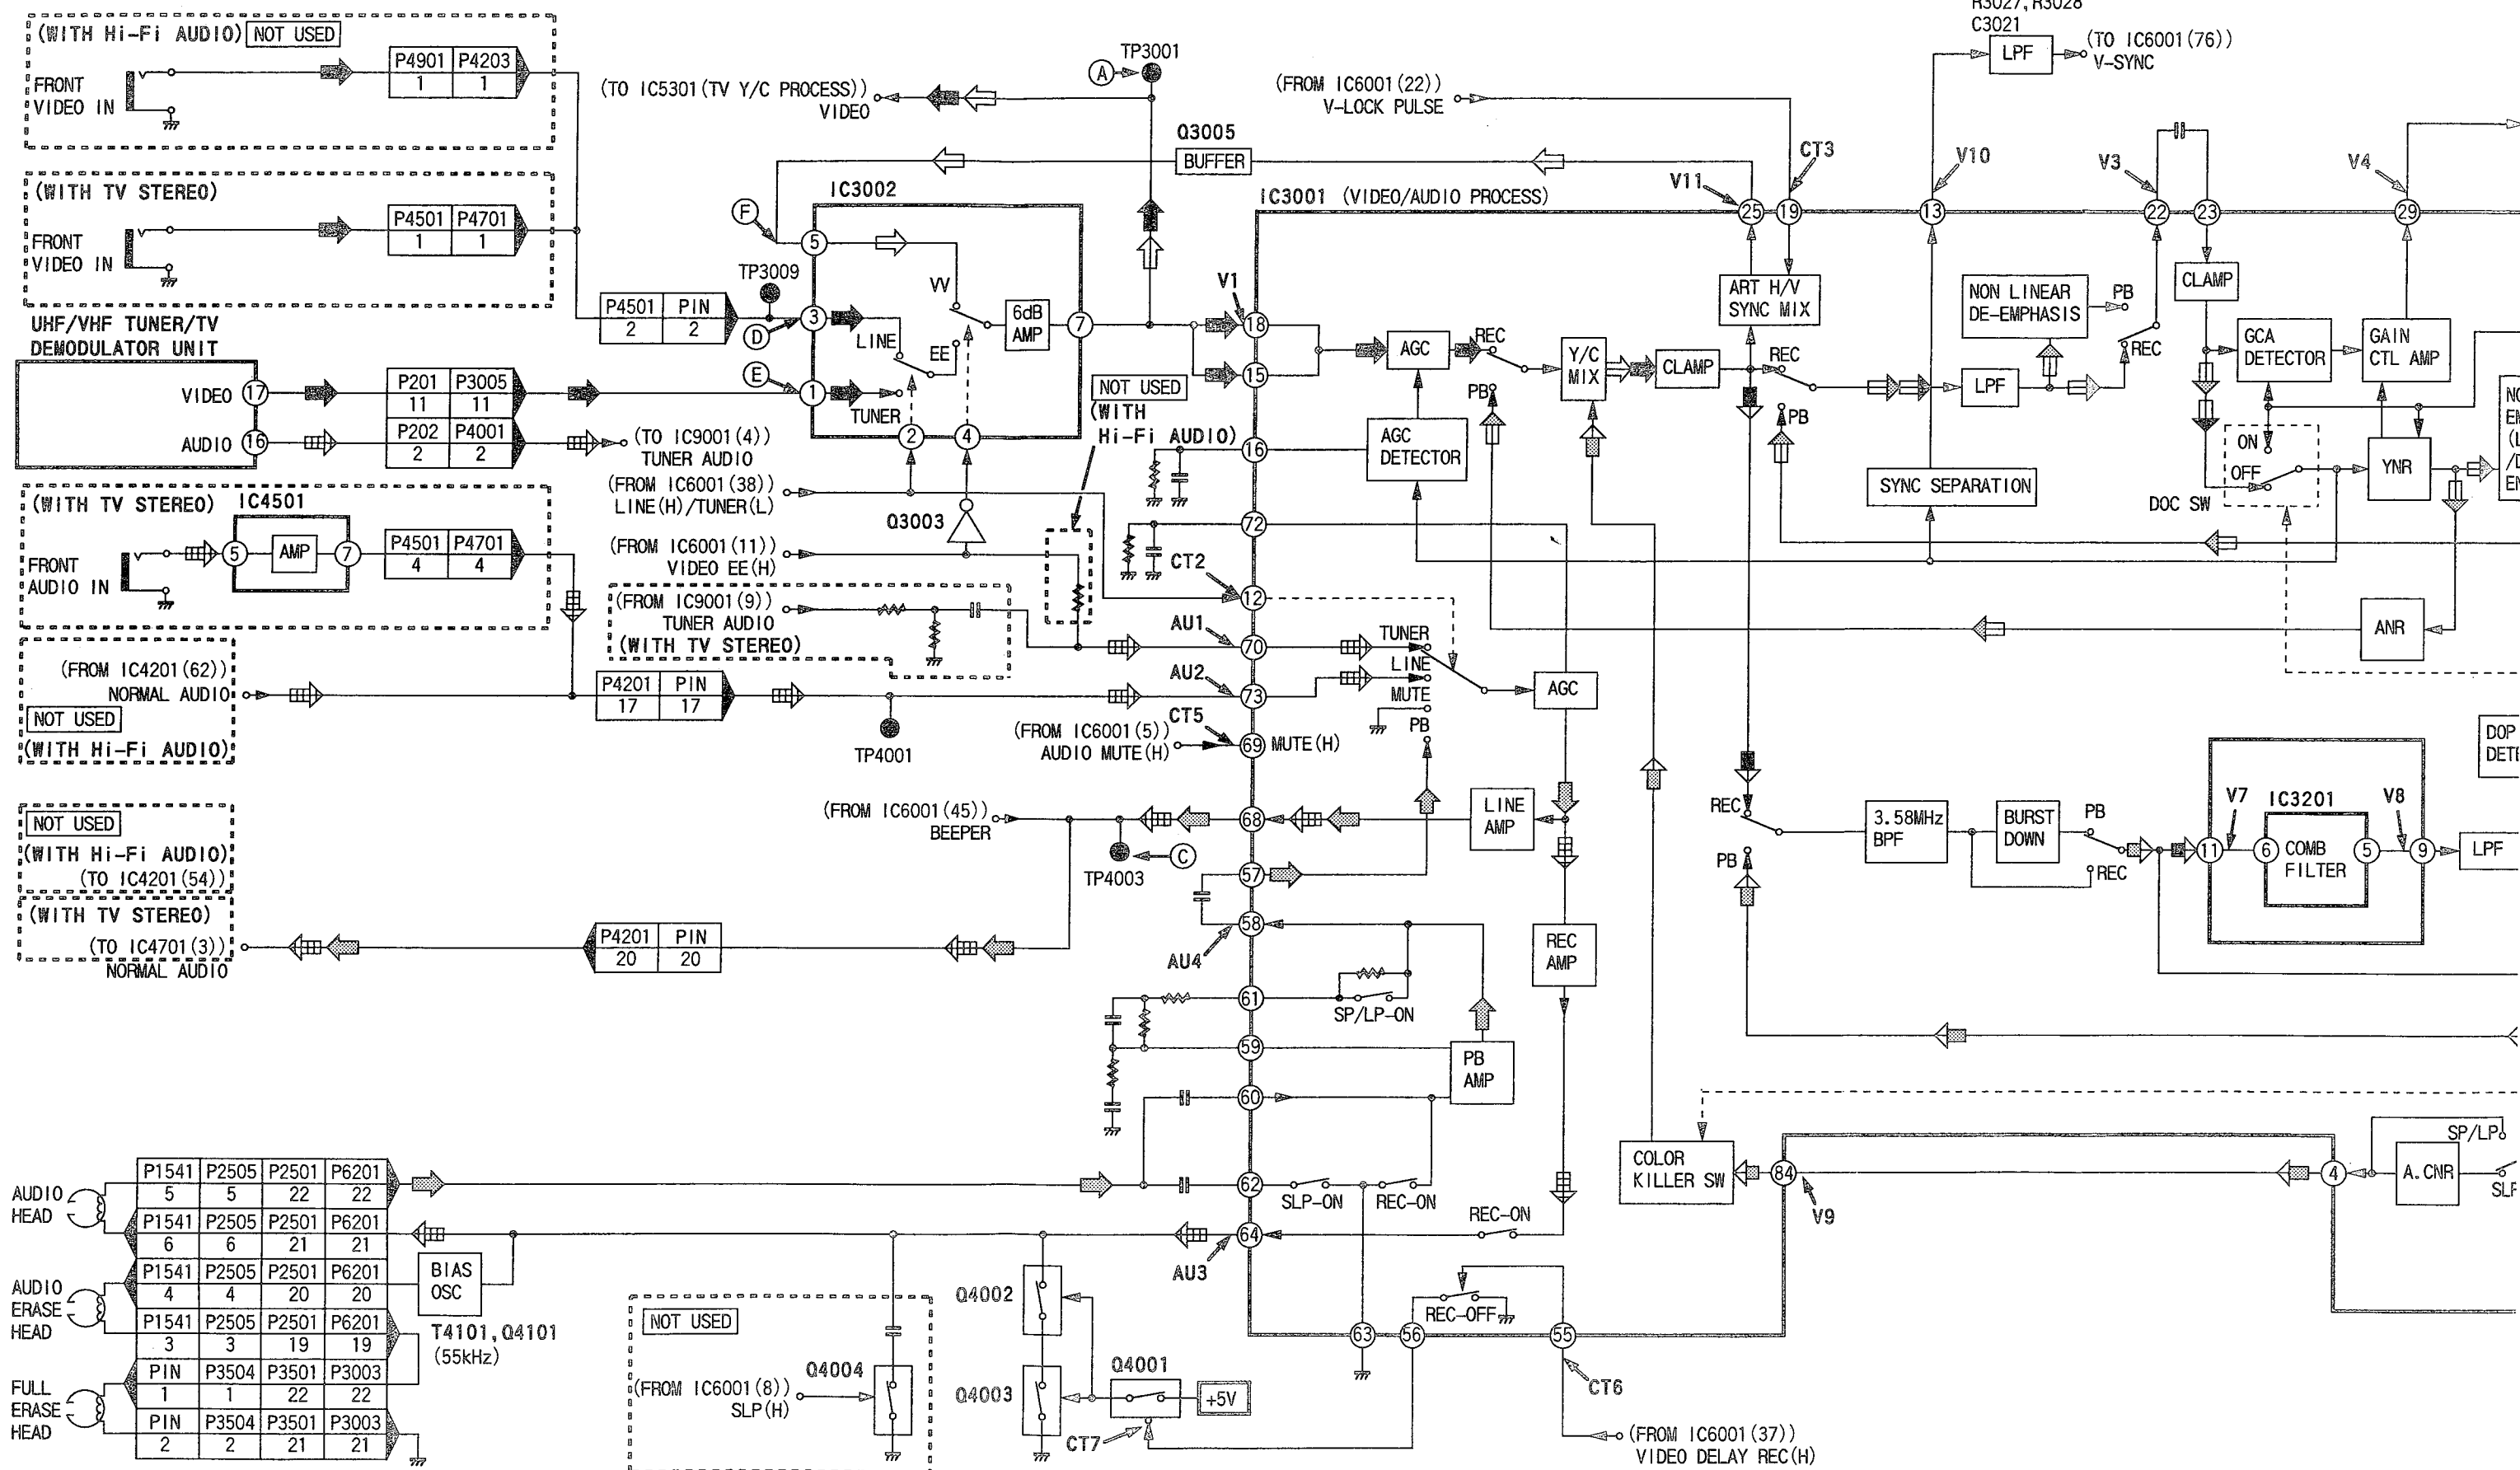 (WITH Hi-Fi AUDIO) NOT USED
FRONT
VIDEO IN
P4901 P4203
1 1
(WITH TV STEREO)
FRONT
VIDEO IN
P4501 P4701
1 1
UHF/VHF TUNER/TV
DEMODULATOR UNIT
VIDEO 17
AUDIO 16
P201 P3005
11 11
P202 P4001
2 2
(TO IC9001(4))
TUNER AUDIO
(WITH TV STEREO) IC4501
FRONT
AUDIO IN
5 AMP 7
P4501 P4701
4 4
(FROM IC4201(62))
NORMAL AUDIO
NOT USED
(WITH Hi-Fi AUDIO)
NOT USED
(WITH Hi-Fi AUDIO)
(TO IC4201(54))
(WITH TV STEREO)
(TO IC4701(3))
NORMAL AUDIO
P4201 PIN
17 17
P4201 PIN
20 20
TP4001
(TO IC5301(TV Y/C PROCESS))
VIDEO
A TP3001
Q3005
BUFFER
IC3002
F
5
TP3009
P4501 PIN
2 2
D
3
E
1
LINE
TUNER
VV
EE
6dB
AMP
7
2 4
(FROM IC6001(38))
LINE(H)/TUNER(L)
Q3003
(FROM IC6001(11))
VIDEO EE(H)
(FROM IC9001(9))
TUNER AUDIO
(WITH TV STEREO)
NOT USED
(WITH
Hi-Fi AUDIO)
(FROM IC6001(22))
V-LOCK PULSE
IC3001 (VIDEO/AUDIO PROCESS)
V11
25
19
CT3
13
V10
V3
22
23
V4
29
R3027,R3028
C3021
LPF
(TO IC6001(76))
V-SYNC
V1
18
15
16
72
CT2
12
AU1
70
AU2
73
CT5
69 MUTE(H)
(FROM IC6001(5))
AUDIO MUTE(H)
(FROM IC6001(45))
BEEPER
C
TP4003
68
57
58
AU4
61
59
60
62
64
AU3
63
56
55
AGC
AGC
DETECTOR
REC
PB
Y/C
MIX
CLAMP
ART H/V
SYNC MIX
REC
PB
LPF
NON LINEAR
DE-EMPHASIS
PB
REC
CLAMP
GCA
DETECTOR
GAIN
CTL AMP
ON
OFF
DOC SW
YNR
SYNC SEPARATION
ANR
TUNER
LINE
MUTE
PB
AGC
LINE
AMP
REC
AMP
SP/LP-ON
PB
AMP
SLP-ON
REC-ON
REC-ON
REC-OFF
REC
PB
3.58MHz
BPF
BURST
DOWN
PB
REC
11
V7
IC3201
6 COMB
FILTER
5
V8
9
LPF
DOP
COLOR
KILLER SW
84
V9
4
A.CNR
SP/LP
AUDIO
HEAD
P1541 P2505 P2501 P6201
5 5 22 22
P1541 P2505 P2501 P6201
6 6 21 21
AUDIO
ERASE
HEAD
P1541 P2505 P2501 P6201
4 4 20 20
P1541 P2505 P2501 P6201
3 3 19 19
FULL
ERASE
HEAD
PIN P3504 P3501 P3003
1 1 22 22
PIN P3504 P3501 P3003
2 2 21 21
BIAS
OSC
T4101,Q4101
(55kHz)
NOT USED
Q4004
(FROM IC6001(8))
SLP(H)
Q4002
Q4003
Q4001
+5V
CT7
CT6
(FROM IC6001(37))
VIDEO DELAY REC(H)